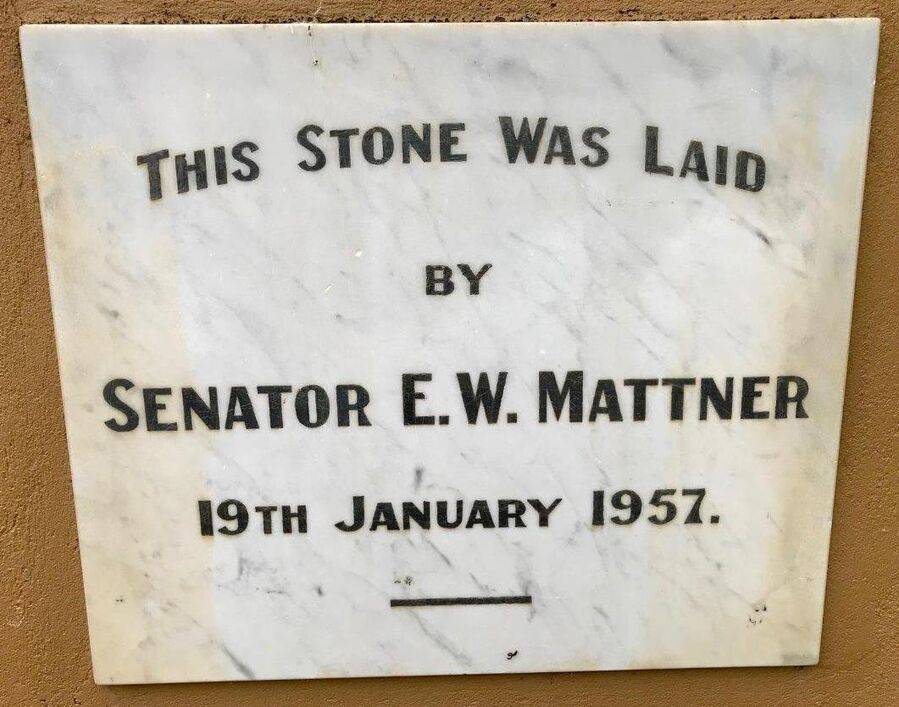 THIS STONE WAS LAID
BY
SENATOR E.W. MATTNER
19TH JANUARY 1957.